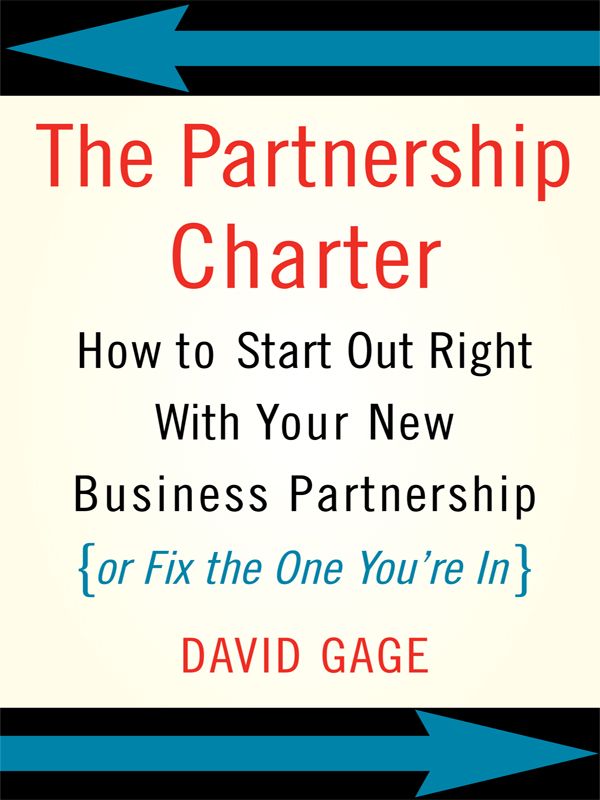 The Partnership
Charter
How to Start Out Right
With Your New
Business Partnership
{or Fix the One You're In}
DAVID GAGE